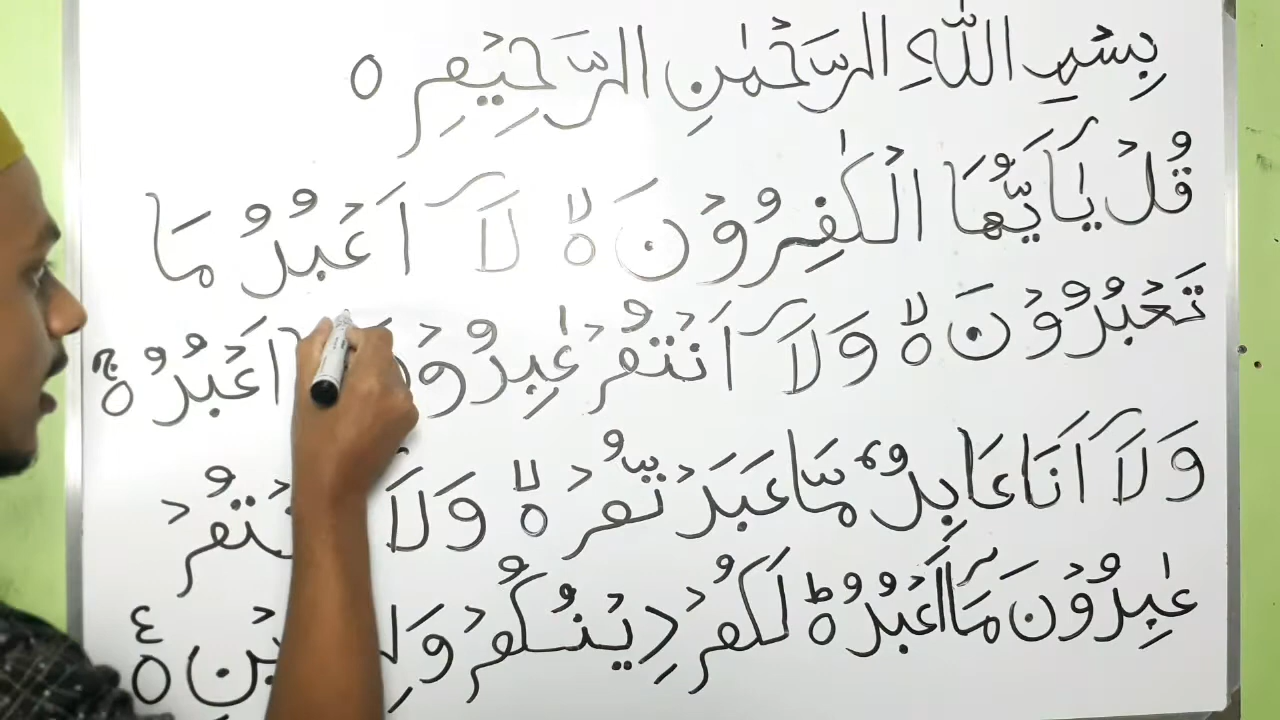 بِسْمِ اللّٰهِ الرَّحْمٰنِ الرَّحِيْمِ ۝
قُلْ يٰۤاَيُّهَا الْكٰفِرُوْنَ ۙ لَاۤ اَعْبُدُ مَا
تَعْبُدُوْنَ ۙ وَلَاۤ اَنْتُمْ عٰبِدُوْنَ اَعْبُدُ ۚ
وَلَاۤ اَنَا عَابِدٌ مَّا عَبَدْتُّمْ ۙ وَلَاۤ
عٰبِدُوْنَ مَاۤ اَعْبُدُ ؕ لَكُمْ دِيْنُكُمْ ع